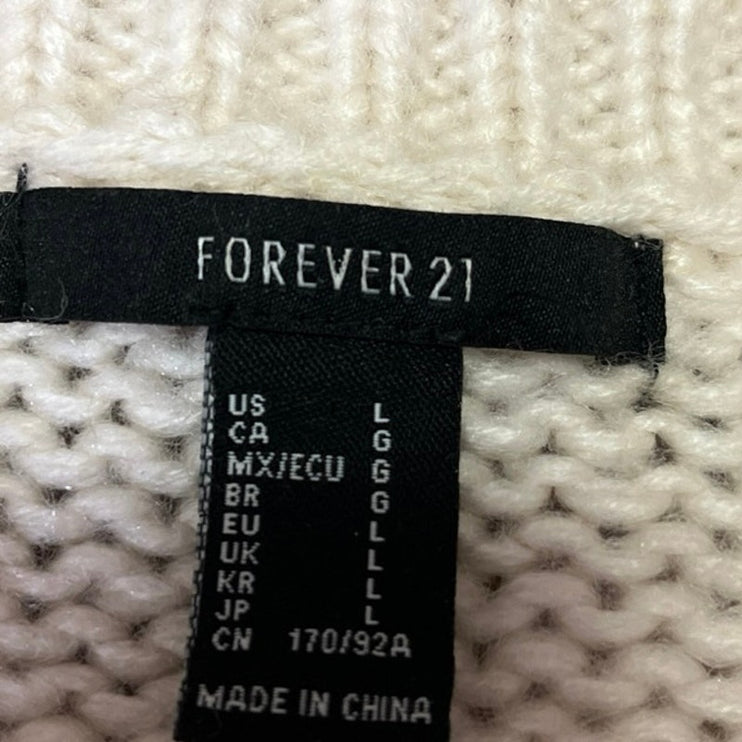 FOREVER 21
US L
CA G
MX/ECU G
BR G
EU L
UK L
KR L
JP L
CN 170/92A
MADE IN CHINA